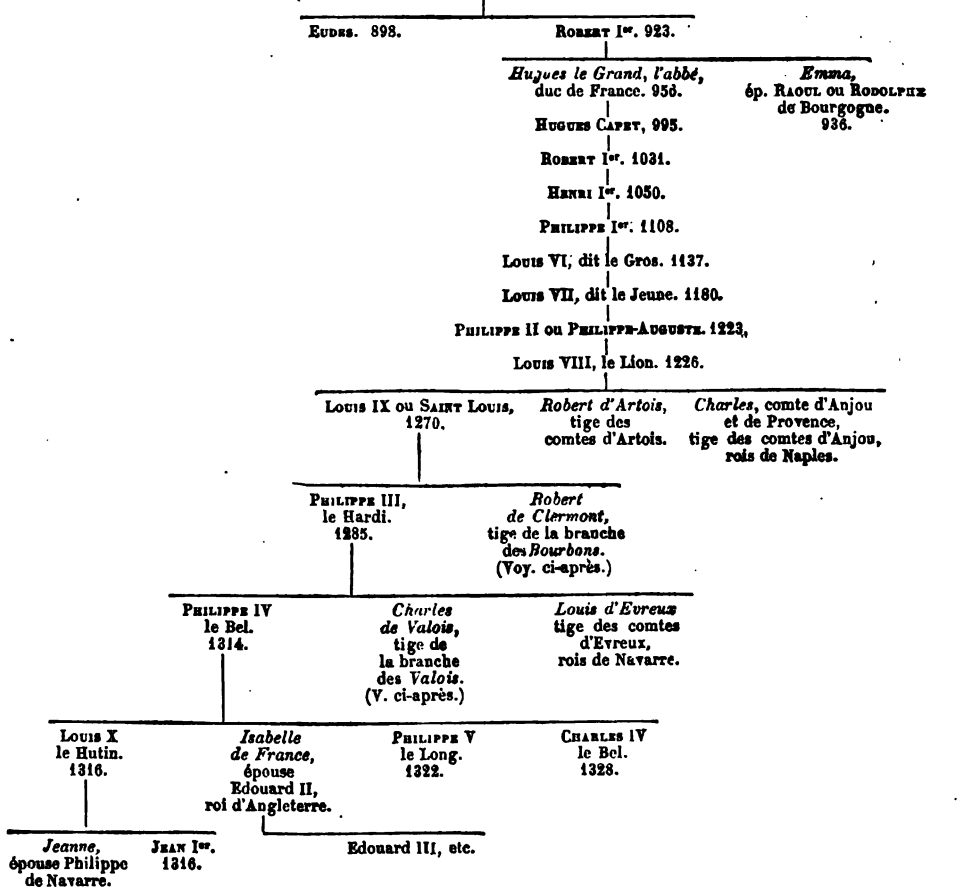 EUDES. 898.
ROBERT Ier. 923.
Hugues le Grand, l'abbé,
duc de France. 956.
Emma,
ép. RAOUL OU RODOLPHE
de Bourgogne.
936.
HUGUES CAPET, 995.
ROBERT Ier. 1031.
HENRI Ier. 1050.
PHILIPPE Ier. 1108.
LOUIS VI, dit le Gros. 1137.
LOUIS VII, dit le Jeune. 1180.
PHILIPPE II ou PHILIPPE-AUGUSTE. 1223,
LOUIS VIII, le Lion. 1226.
LOUIS IX ou SAINT LOUIS,
1270.
Robert d'Artois,
tige des
comtes d'Artois.
Charles, comte d'Anjou
et de Provence,
tige des comtes d'Anjou,
rois de Naples.
PHILIPPE III,
le Hardi.
1285.
Robert
de Clermont,
tige de la branche
des Bourbons.
(Voy. ci-après.)
PHILIPPE IV
le Bel.
1314.
Charles
de Valois,
tige de
la branche
des Valois.
(V. ci-après.)
Louis d'Evreux
tige des comtes
d'Evreux,
rois de Navarre.
LOUIS X
le Hutin.
1316.
Isabelle
de France,
épouse
Edouard II,
roi d'Angleterre.
PHILIPPE V
le Long.
1322.
CHARLES IV
le Bel.
1328.
Jeanne,
épouse Philippe
de Navarre.
JEAN Ier.
1316.
Edouard III, etc.